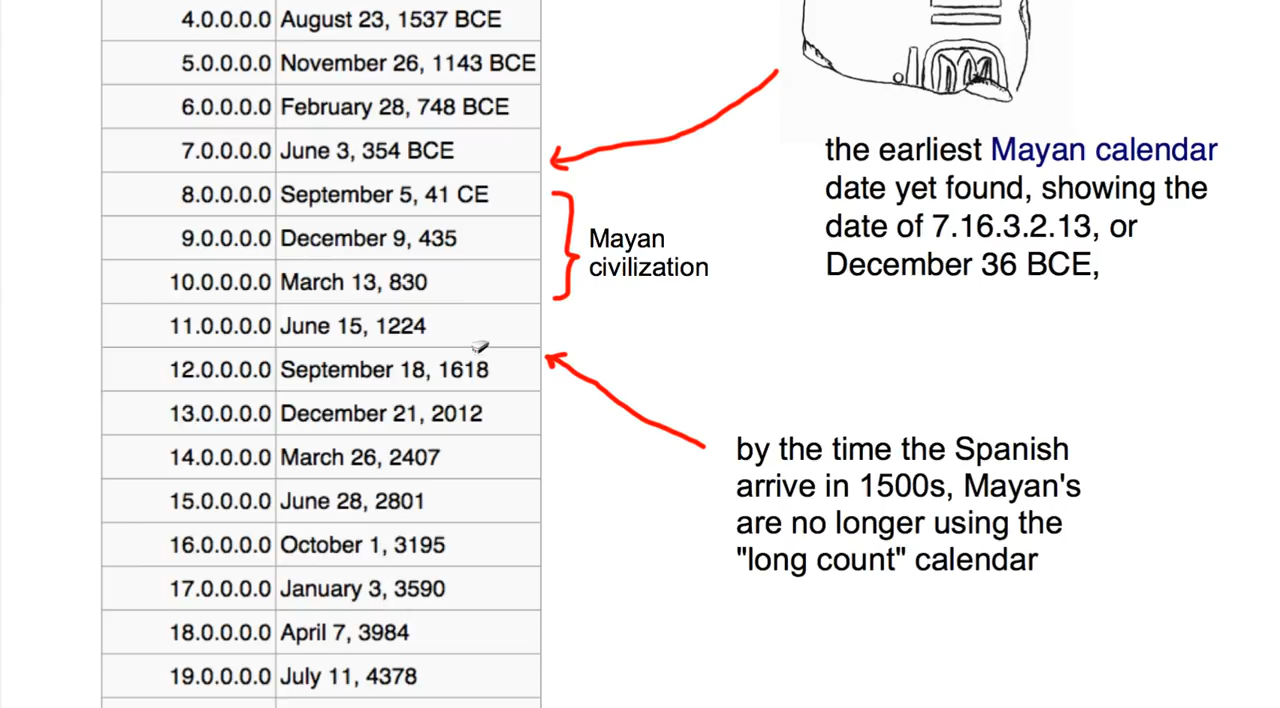 4.0.0.0.0 August 23, 1537 BCE
5.0.0.0.0 November 26, 1143 BCE
6.0.0.0.0 February 28, 748 BCE
7.0.0.0.0 June 3, 354 BCE
8.0.0.0.0 September 5, 41 CE
9.0.0.0.0 December 9, 435
10.0.0.0.0 March 13, 830
11.0.0.0.0 June 15, 1224
12.0.0.0.0 September 18, 1618
13.0.0.0.0 December 21, 2012
14.0.0.0.0 March 26, 2407
15.0.0.0.0 June 28, 2801
16.0.0.0.0 October 1, 3195
17.0.0.0.0 January 3, 3590
18.0.0.0.0 April 7, 3984
19.0.0.0.0 July 11, 4378
the earliest Mayan calendar
date yet found, showing the
date of 7.16.3.2.13, or
December 36 BCE,
Mayan
civilization
by the time the Spanish
arrive in 1500s, Mayan's
are no longer using the
"long count" calendar